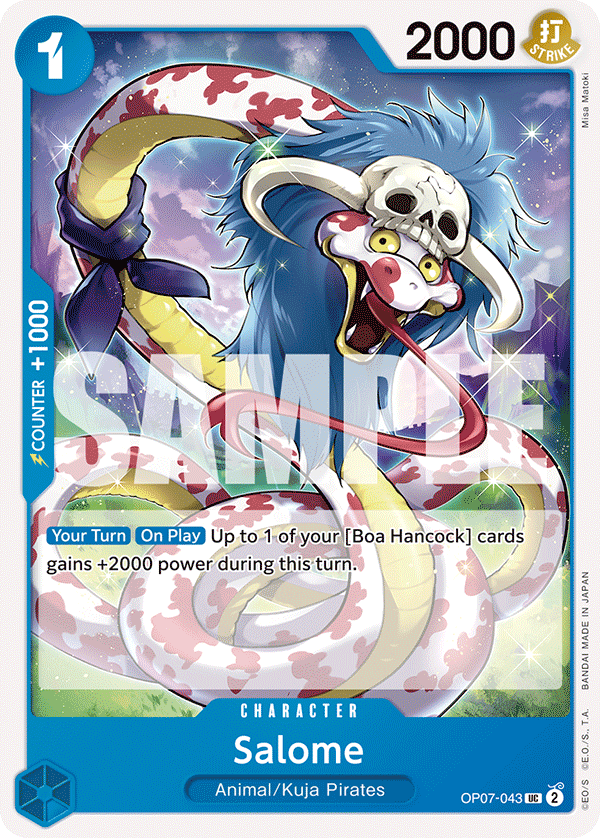 1
2000
打
STRIKE
Misa Matoki
COUNTER +1000
SAMPLE
Your Turn On Play Up to 1 of your [Boa Hancock] cards
gains +2000 power during this turn.
CHARACTER
Salome
Animal/Kuja Pirates
OP07-043 UC 2
©E.O/S ©E.O./S., T.A. BANDAI MADE IN JAPAN